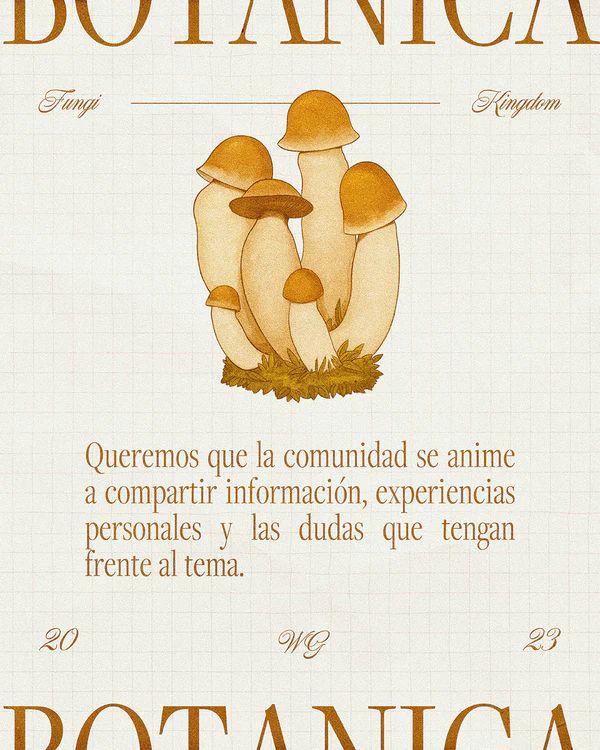 BOTANICA
Fungi Kingdom
Queremos que la comunidad se anime
a compartir información, experiencias
personales y las dudas que tengan
frente al tema.
20 WG 23
BOTANICA